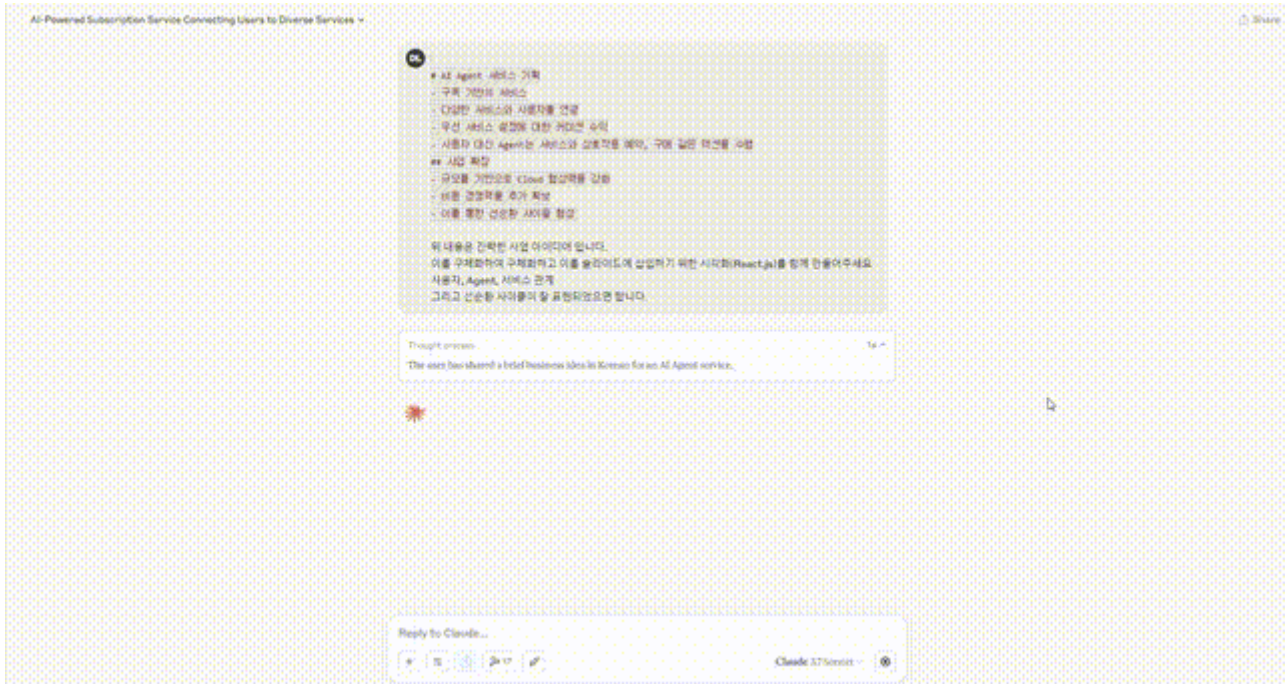 AI-Powered Subscription Service Connecting Users to Diverse Services
Share
DL
# AI Agent 서비스 기획
- 구독 기반의 서비스
- 다양한 서비스와 사용자를 연결
- 우선 서비스 설정에 대한 커미션 수익
- 사용자 대신 Agent는 서비스와 상호작용 예약, 구매 같은 액션을 수행
## 사업 확장
- 규모를 기반으로 Cloud 협상력을 강화
- 비용 경쟁력을 추가 확보
- 이를 통한 선순환 사이클 형성
위 내용은 간략한 사업 아이디어 입니다.
이를 구체화하여 구체화하고 이를 슬라이드에 삽입하기 위한 시각화(React.js)를 함께 만들어주세요
사용자, Agent, 서비스 관계
그리고 선순환 사이클이 잘 표현되었으면 합니다.
Thought process
The user has shared a brief business idea in Korean for an AI Agent service.
Reply to Claude...
17
Claude 3.7 Sonnet